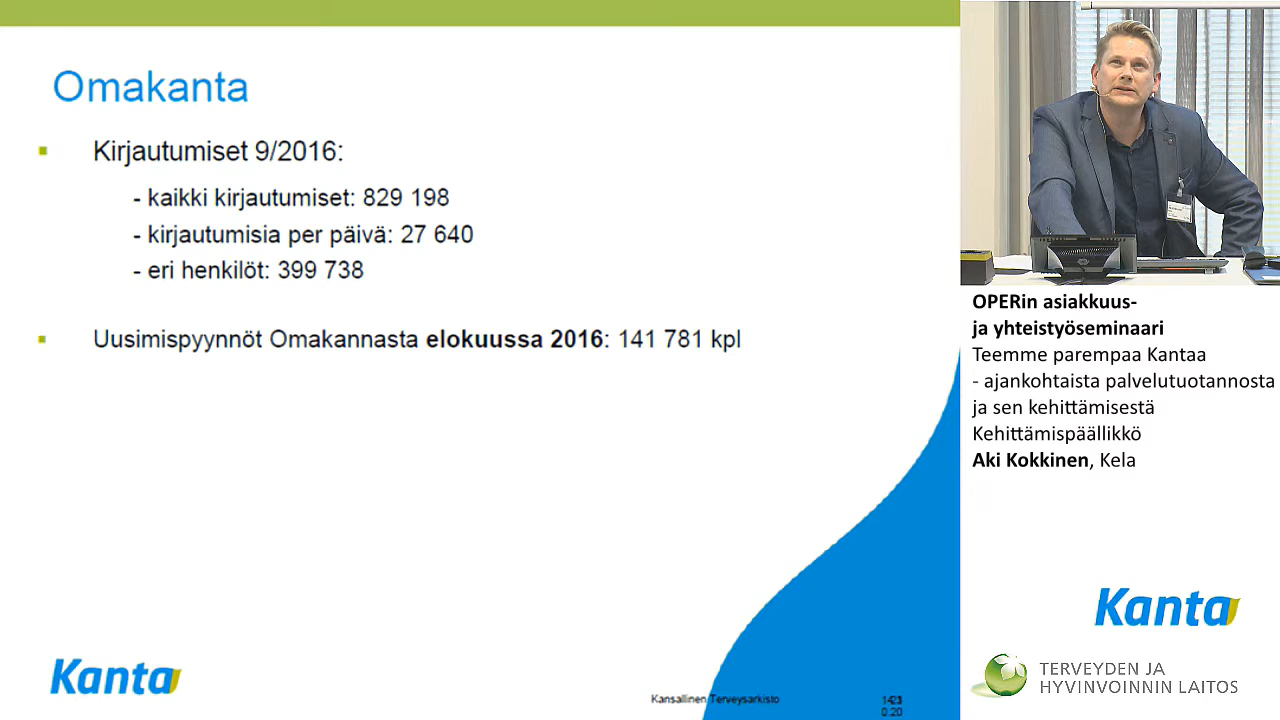 Omakanta
Kirjautumiset 9/2016:
- kaikki kirjautumiset: 829 198
- kirjautumisia per päivä: 27 640
- eri henkilöt: 399 738
Uusimispyynnöt Omakannasta elokuussa 2016: 141 781 kpl
Kanta
Kansallinen Terveysarkisto
0.20
OPERin asiakkuus-
ja yhteistyöseminaari
Teemme parempaa Kantaa
- ajankohtaista palvelutuotannosta
ja sen kehittämisestä
Kehittämispäällikkö
Aki Kokkinen, Kela
Kanta
TERVEYDEN JA
HYVINVOINNIN LAITOS